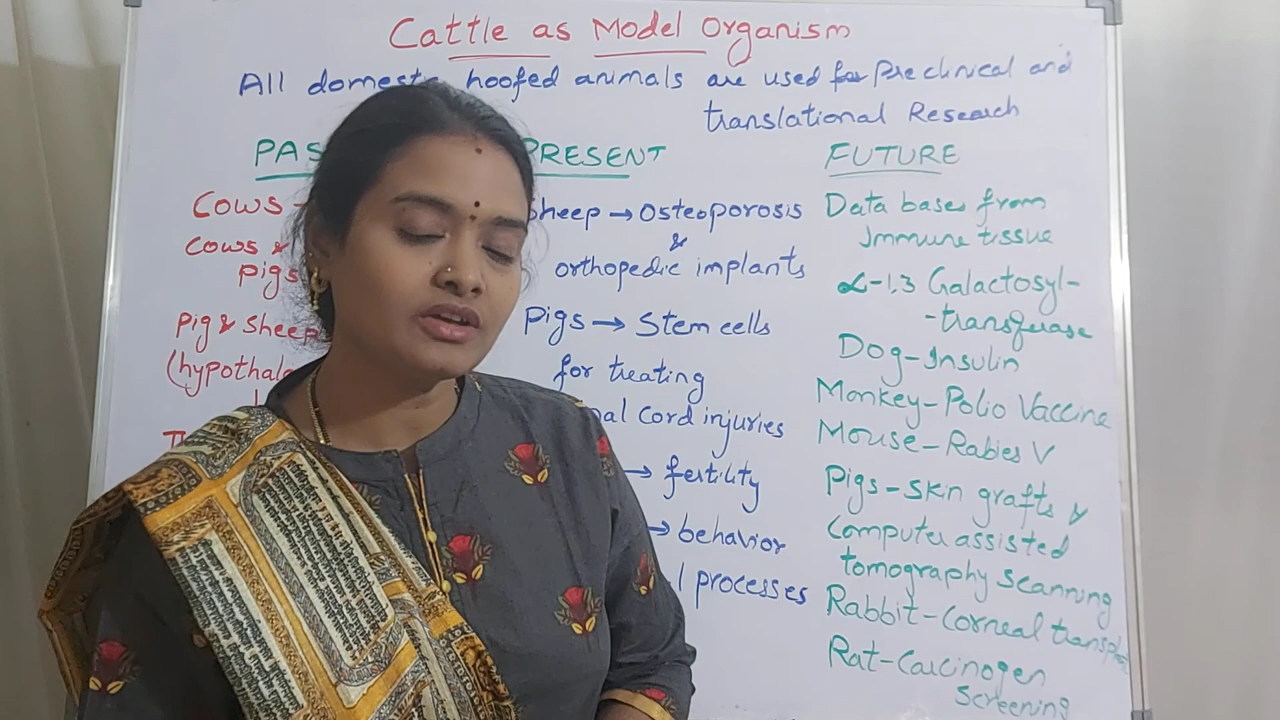 Cattle as Model Organism
All domest hoofed animals are used for Preclinical and
translational Research
PAS
PRESENT
FUTURE
Cows
Cows &
pigs
Pig & Sheep
(hypothala
Sheep → Osteoporosis
&
orthopedic implants
Pigs → Stem cells
for treating
nal Cord injuries
→ fertility
→ behavior
l processes
Data bases from
Immune tissue
α-1,3 Galactosyl-
-transferase
Dog-Insulin
Monkey-Polio Vaccine
Mouse-Rabies V
Pigs-Skin grafts &
Computer assisted
tomography scanning
Rabbit-Corneal transpl
Rat-Carcinogen
Screening